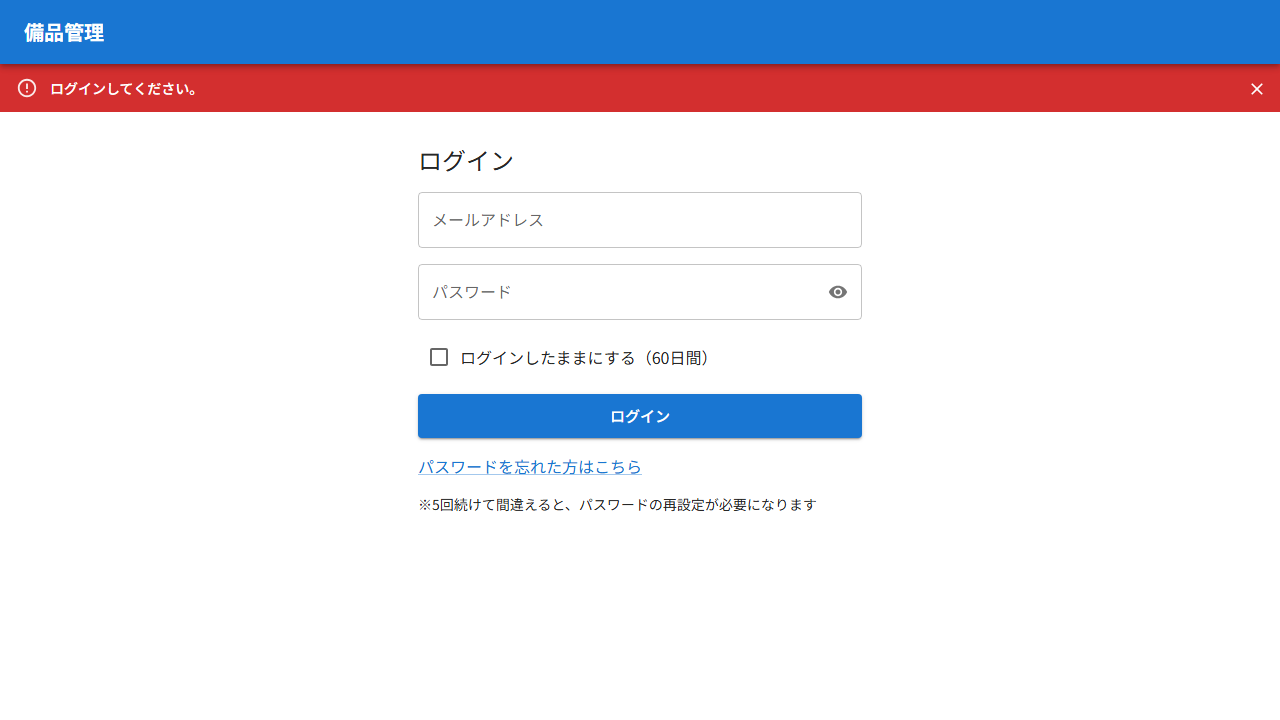 備品管理
ログインしてください。
ログイン
メールアドレス
パスワード
ログインしたままにする（60日間）
ログイン
パスワードを忘れた方はこちら
※5回続けて間違えると、パスワードの再設定が必要になります